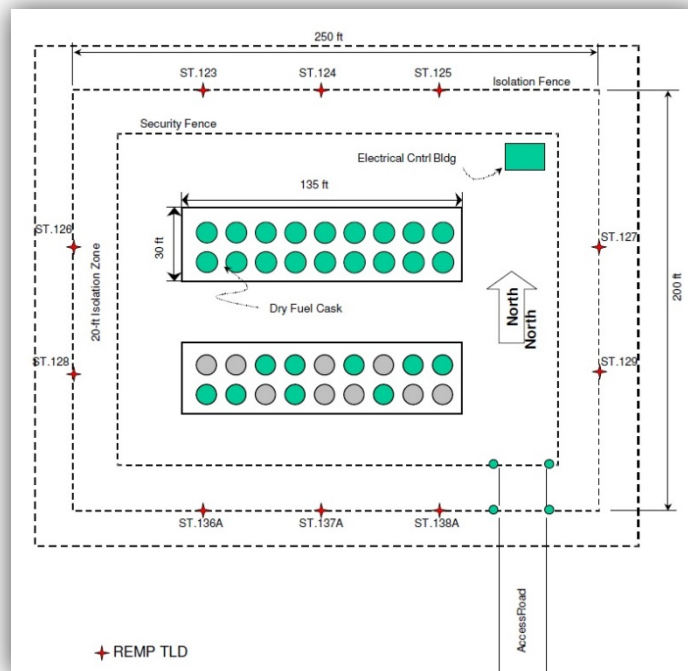 250 ft
ST.123
ST.124
ST.125
Isolation Fence
Security Fence
Electrical Cntrl Bldg
135 ft
ST.126
30 ft
ST.127
20-ft Isolation Zone
Dry Fuel Cask
North
North
200 ft
ST.128
ST.129
ST.136A
ST.137A
ST.138A
AccessRoad
REMP TLD